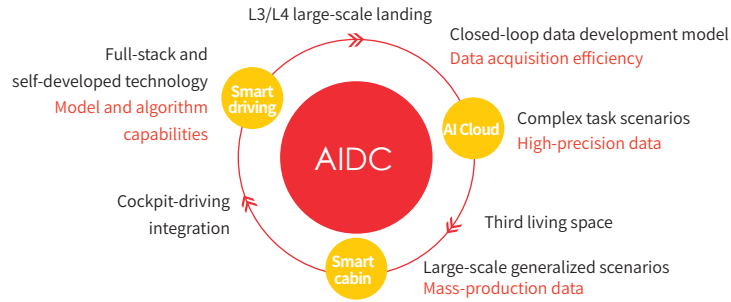 L3/L4 large-scale landing
Closed-loop data development model
Data acquisition efficiency
Full-stack and
self-developed technology
Model and algorithm
capabilities
Smart
driving
AI Cloud
Complex task scenarios
High-precision data
AIDC
Cockpit-driving
integration
Third living space
Smart
cabin
Large-scale generalized scenarios
Mass-production data